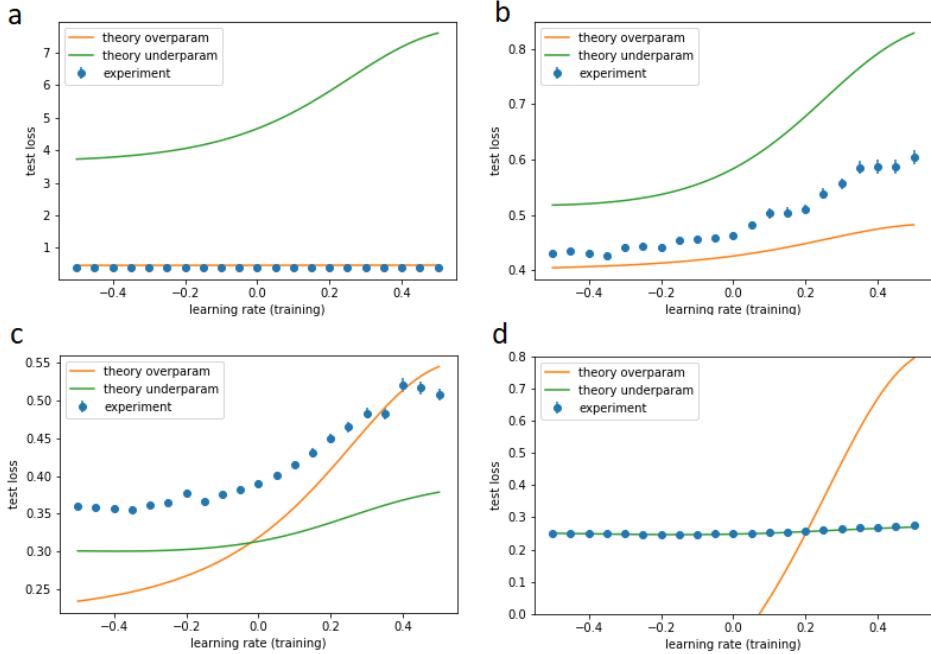 a
theory overparam
theory underparam
experiment
test loss
7
6
5
4
3
2
1
−0.4 −0.2 0.0 0.2 0.4
learning rate (training)
b
theory overparam
theory underparam
experiment
test loss
0.8
0.7
0.6
0.5
0.4
−0.4 −0.2 0.0 0.2 0.4
learning rate (training)
c
theory overparam
theory underparam
experiment
test loss
0.55
0.50
0.45
0.40
0.35
0.30
0.25
−0.4 −0.2 0.0 0.2 0.4
learning rate (training)
d
theory overparam
theory underparam
experiment
test loss
0.8
0.7
0.6
0.5
0.4
0.3
0.2
0.1
0.0
−0.4 −0.2 0.0 0.2 0.4
learning rate (training)